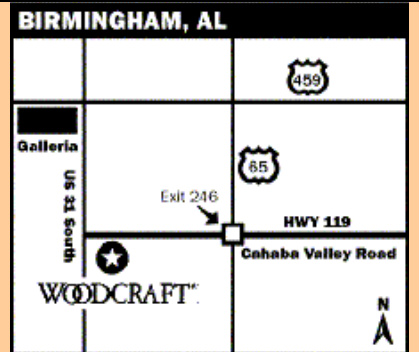 BIRMINGHAM, AL
459
Galleria
65
US 31 South
Exit 246
HWY 119
Cahaba Valley Road
WOODCRAFT
N